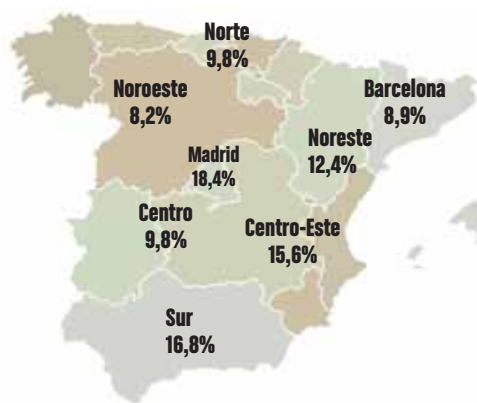 Norte
9,8%
Noroeste
8,2%
Barcelona
8,9%
Noreste
12,4%
Madrid
18,4%
Centro
9,8%
Centro-Este
15,6%
Sur
16,8%